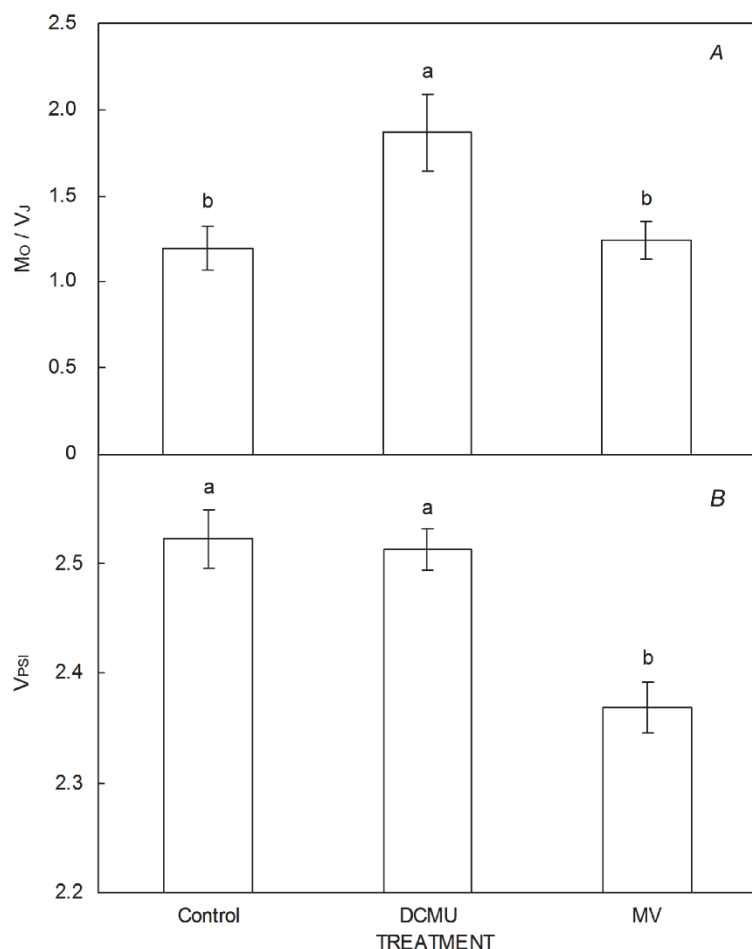 2.5
A
a
2.0
b
b
1.5
MO / VJ
1.0
0.5
0
B
a
a
2.5
VPSI
b
2.4
2.3
2.2
Control DCMU MV
TREATMENT